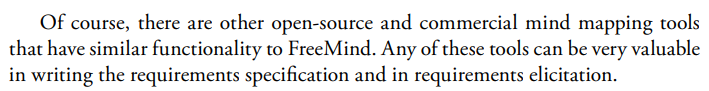 Of course, there are other open-source and commercial mind mapping tools
that have similar functionality to FreeMind. Any of these tools can be very valuable
in writing the requirements specification and in requirements elicitation.